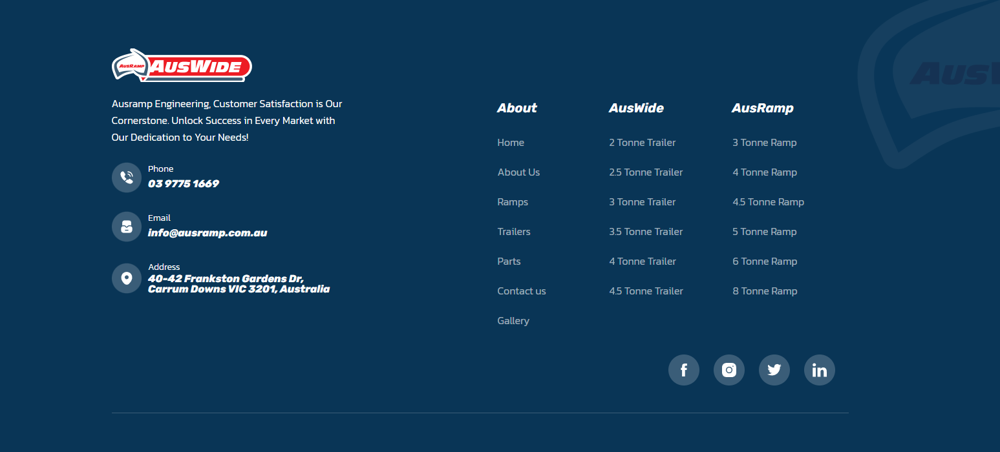 AUSRAMP AUSWIDE
Ausramp Engineering, Customer Satisfaction is Our
Cornerstone. Unlock Success in Every Market with
Our Dedication to Your Needs!
Phone
03 9775 1669
Email
info@ausramp.com.au
Address
40-42 Frankston Gardens Dr,
Carrum Downs VIC 3201, Australia
About
Home
About Us
Ramps
Trailers
Parts
Contact us
Gallery
AusWide
2 Tonne Trailer
2.5 Tonne Trailer
3 Tonne Trailer
3.5 Tonne Trailer
4 Tonne Trailer
4.5 Tonne Trailer
AusRamp
3 Tonne Ramp
4 Tonne Ramp
4.5 Tonne Ramp
5 Tonne Ramp
6 Tonne Ramp
8 Tonne Ramp